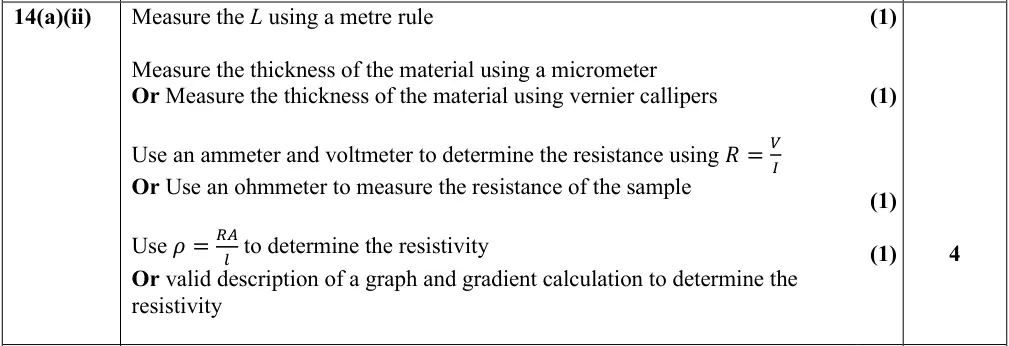 14(a)(ii) Measure the L using a metre rule (1)
Measure the thickness of the material using a micrometer
Or Measure the thickness of the material using vernier callipers (1)
Use an ammeter and voltmeter to determine the resistance using R = V/I
Or Use an ohmmeter to measure the resistance of the sample
(1)
Use ρ = RA/l to determine the resistivity (1) 4
Or valid description of a graph and gradient calculation to determine the
resistivity